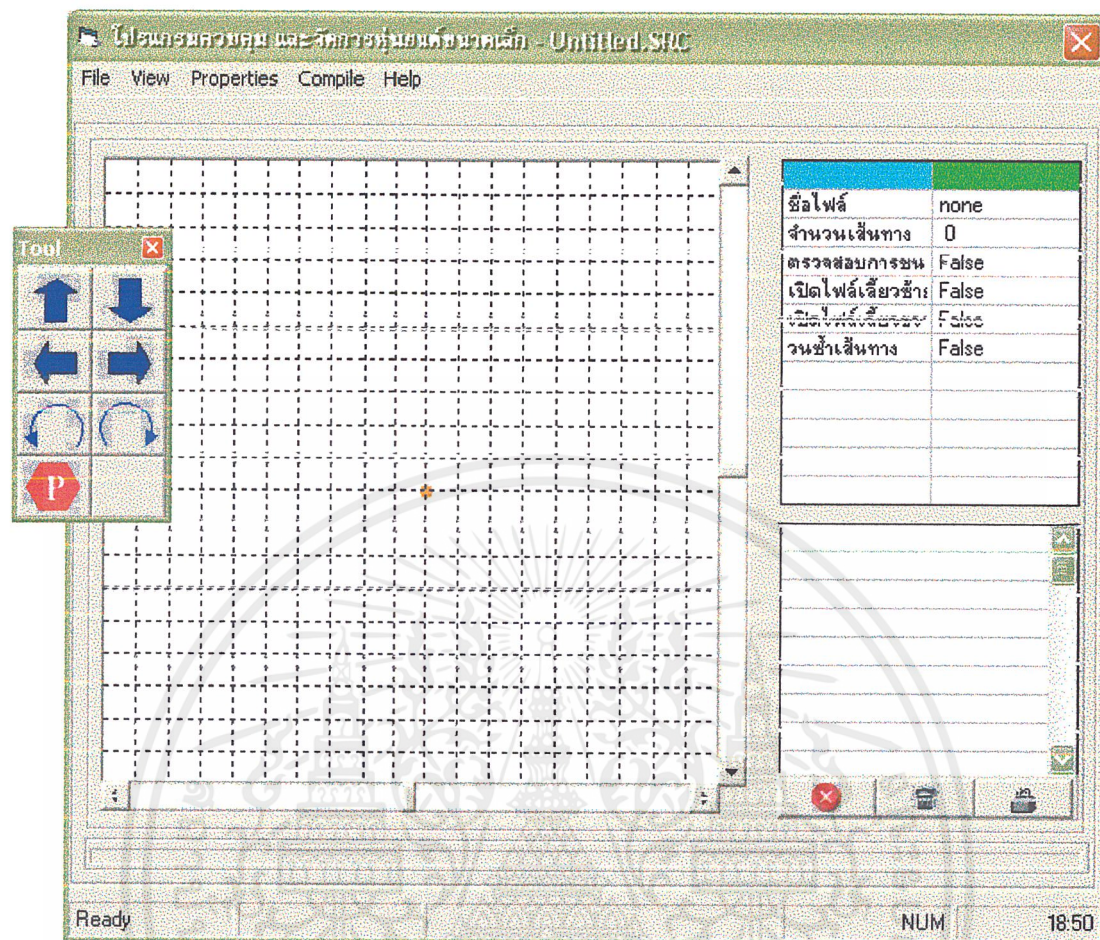 โปรแกรมควบคุม และจัดการหุ่นยนต์ขนาดเล็ก - Untitled.SRC
File View Properties Compile Help
Tool
P
ชื่อไฟล์ none
จำนวนเส้นทาง 0
ตรวจสอบการชน False
เปิดไฟล์เลี้ยวซ้าย False
False
วนซ้ำเส้นทาง False
Ready NUM 18:50